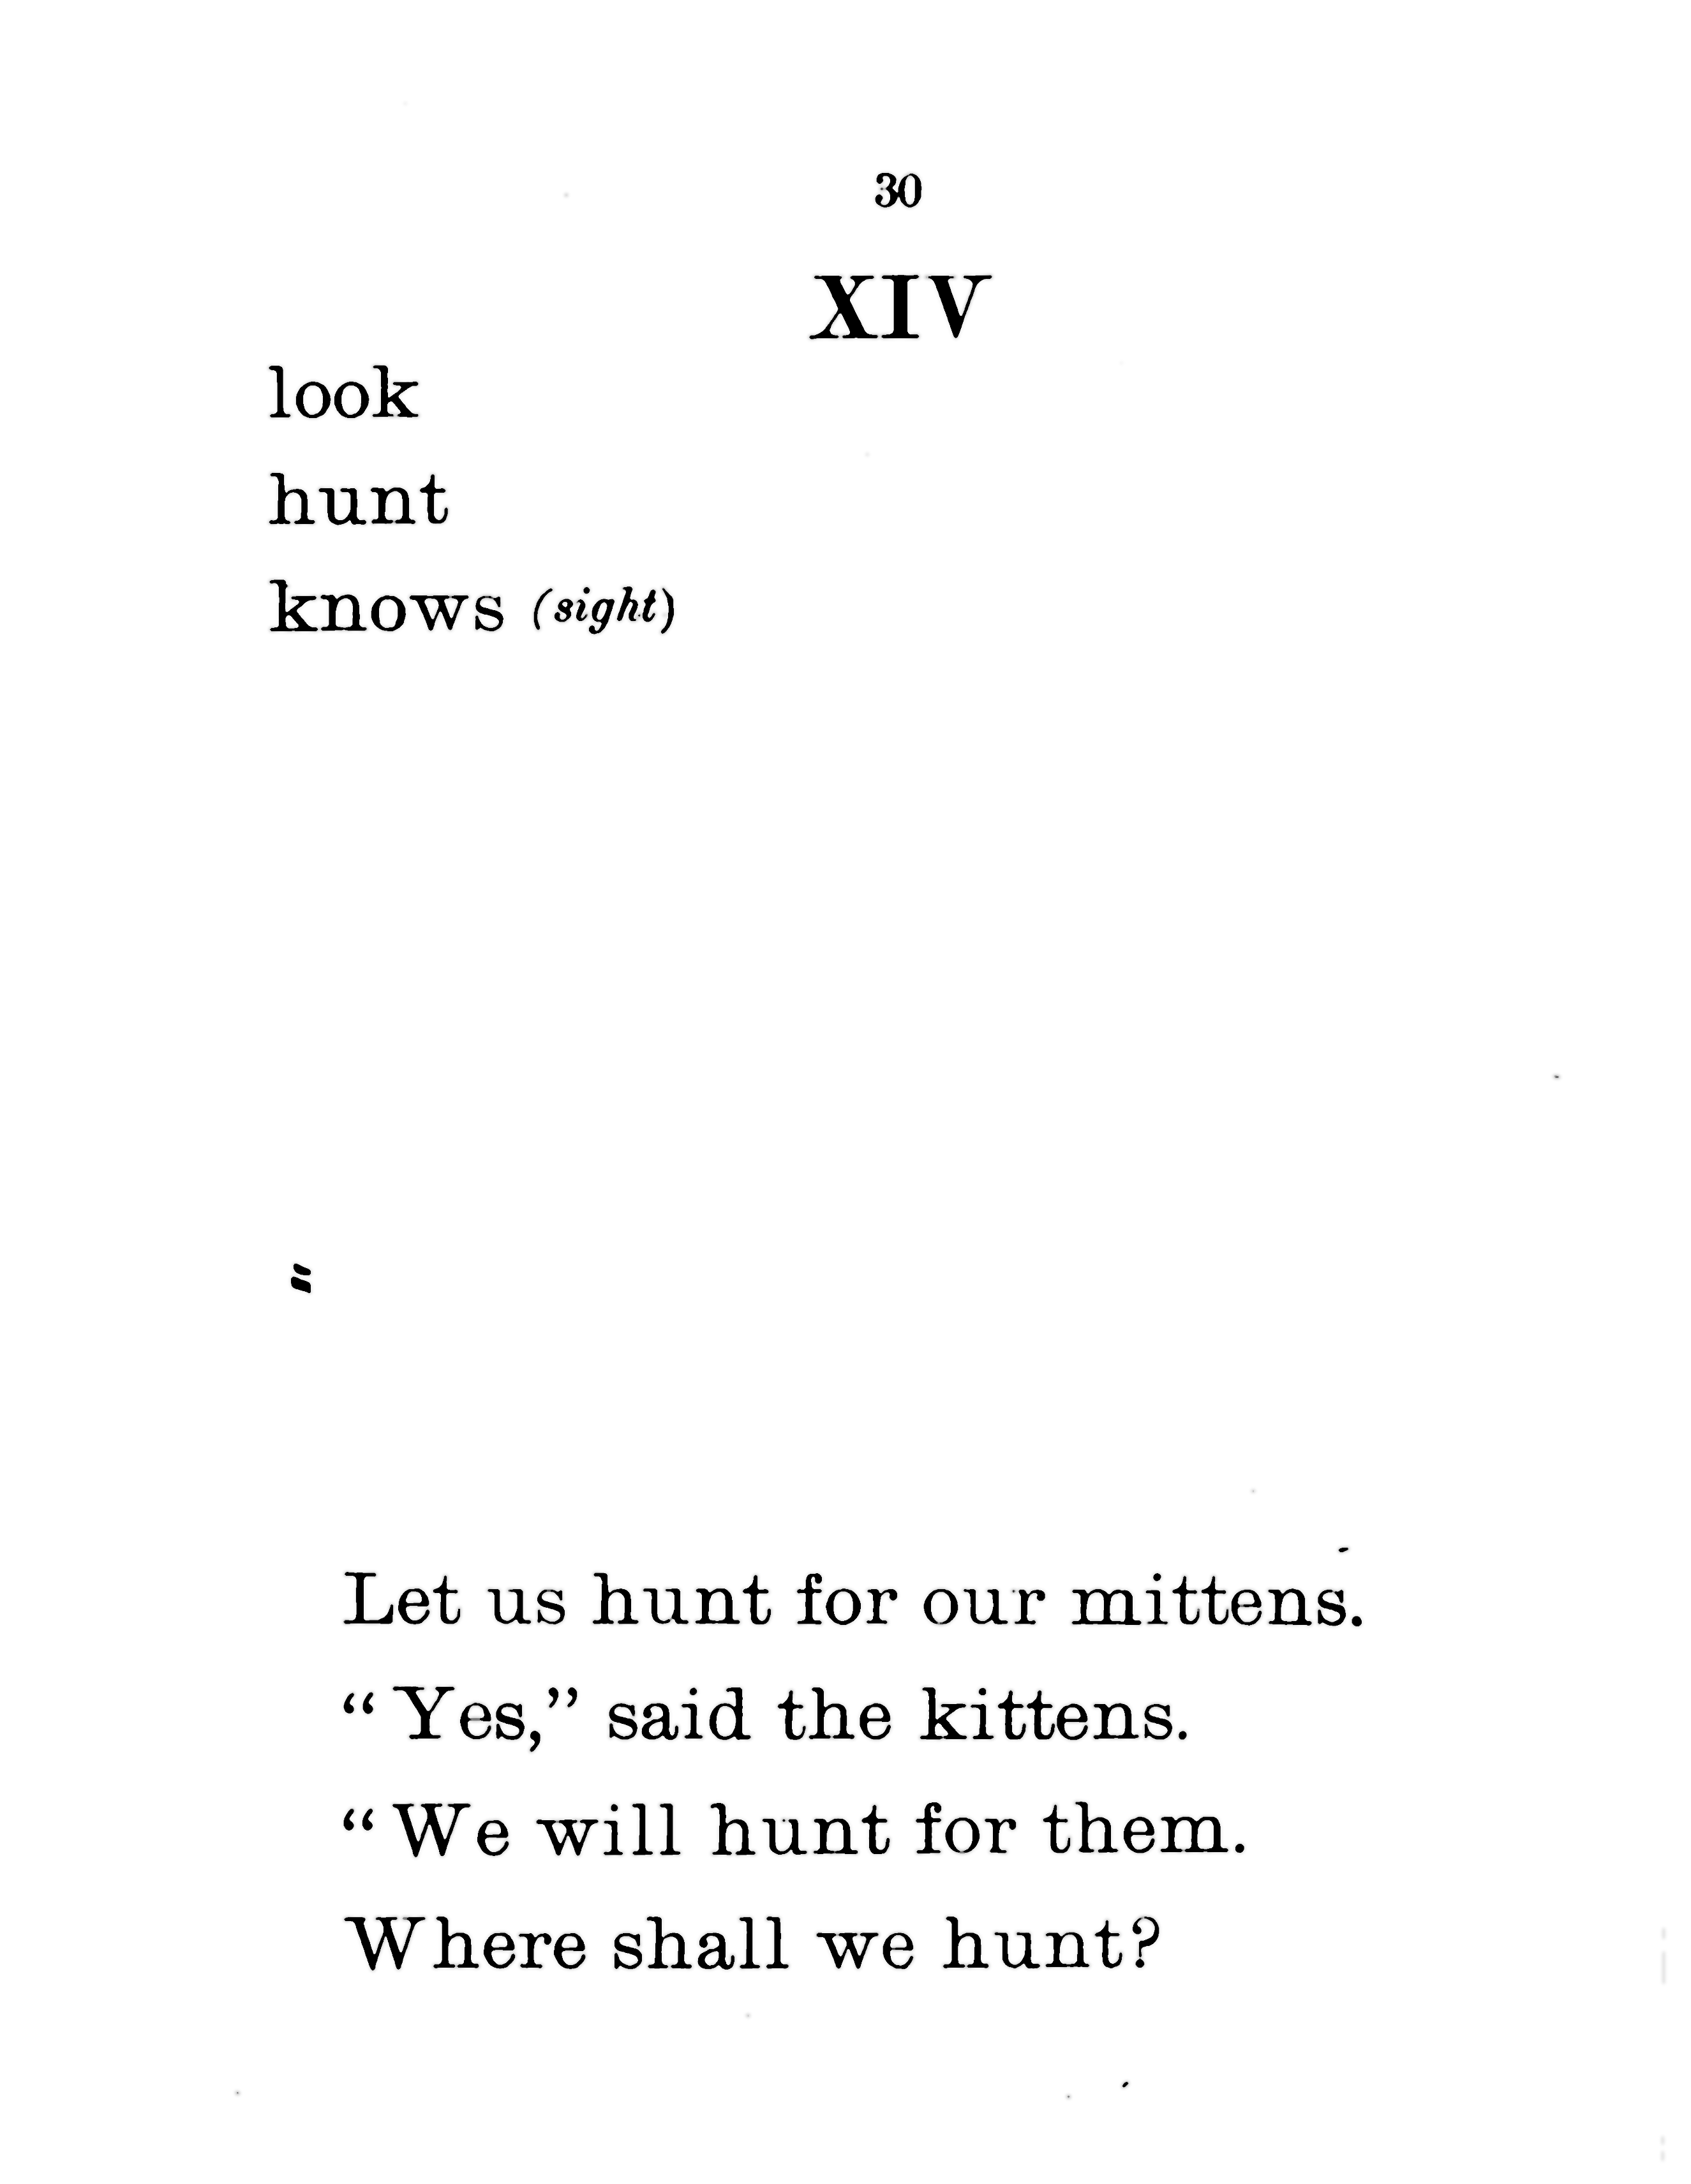 30
XIV
look
hunt
knows (sight)
Let us hunt for our mittens.
“Yes,” said the kittens.
“We will hunt for them.
Where shall we hunt?